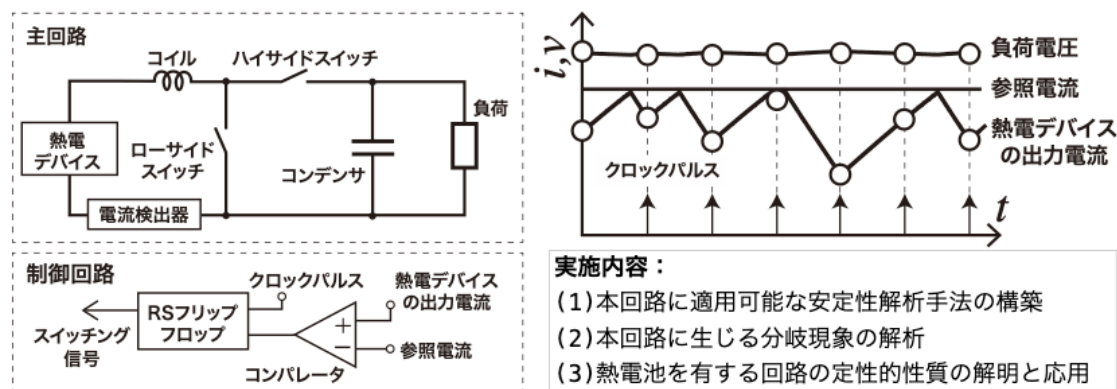 主回路
コイル
ハイサイドスイッチ
熱電
デバイス
ローサイド
スイッチ
コンデンサ
負荷
電流検出器
制御回路
クロックパルス
熱電デバイス
の出力電流
RSフリップ
フロップ
スイッチング
信号
+
−
参照電流
コンパレータ
i,v
負荷電圧
参照電流
熱電デバイス
の出力電流
クロックパルス
t
実施内容：
(1)本回路に適用可能な安定性解析手法の構築
(2)本回路に生じる分岐現象の解析
(3)熱電池を有する回路の定性的性質の解明と応用